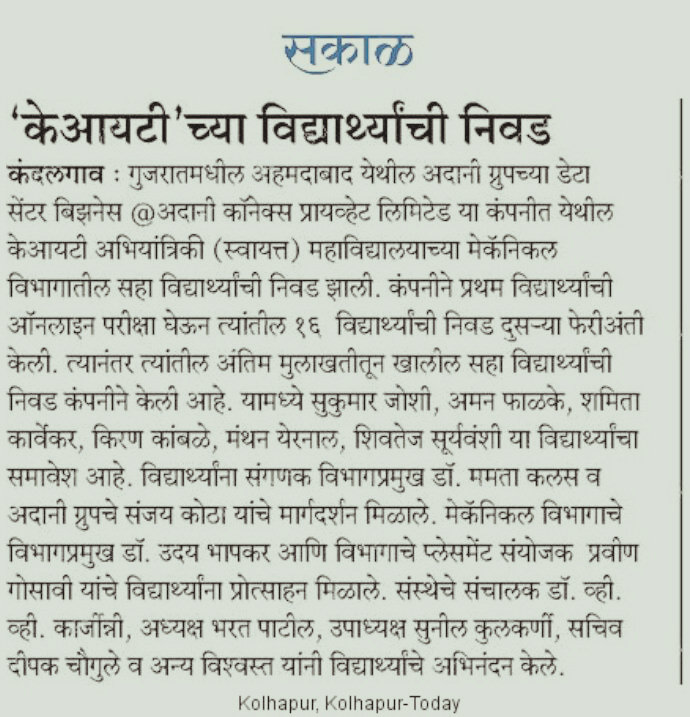 सकाळ
‘केआयटी’च्या विद्यार्थ्यांची निवड
कंदलगाव : गुजरातमधील अहमदाबाद येथील अदानी ग्रुपच्या डेटा
सेंटर बिझनेस @अदानी कॉनेक्स प्रायव्हेट लिमिटेड या कंपनीत येथील
केआयटी अभियांत्रिकी (स्वायत्त) महाविद्यालयाच्या मेकॅनिकल
विभागातील सहा विद्यार्थ्यांची निवड झाली. कंपनीने प्रथम विद्यार्थ्यांची
ऑनलाइन परीक्षा घेऊन त्यांतील १६ विद्यार्थ्यांची निवड दुसऱ्या फेरीअंती
केली. त्यानंतर त्यांतील अंतिम मुलाखतीतून खालील सहा विद्यार्थ्यांची
निवड कंपनीने केली आहे. यामध्ये सुकुमार जोशी, अमन फाळके, शमिता
कार्वेकर, किरण कांबळे, मंथन येरनाल, शिवतेज सूर्यवंशी या विद्यार्थ्यांचा
समावेश आहे. विद्यार्थ्यांना संगणक विभागप्रमुख डॉ. ममता कलस व
अदानी ग्रुपचे संजय कोठा यांचे मार्गदर्शन मिळाले. मेकॅनिकल विभागाचे
विभागप्रमुख डॉ. उदय भापकर आणि विभागाचे प्लेसमेंट संयोजक प्रवीण
गोसावी यांचे विद्यार्थ्यांना प्रोत्साहन मिळाले. संस्थेचे संचालक डॉ. व्ही.
व्ही. कार्जीन्नी, अध्यक्ष भरत पाटील, उपाध्यक्ष सुनील कुलकर्णी, सचिव
दीपक चौगुले व अन्य विश्‍वस्त यांनी विद्यार्थ्यांचे अभिनंदन केले.
Kolhapur, Kolhapur-Today